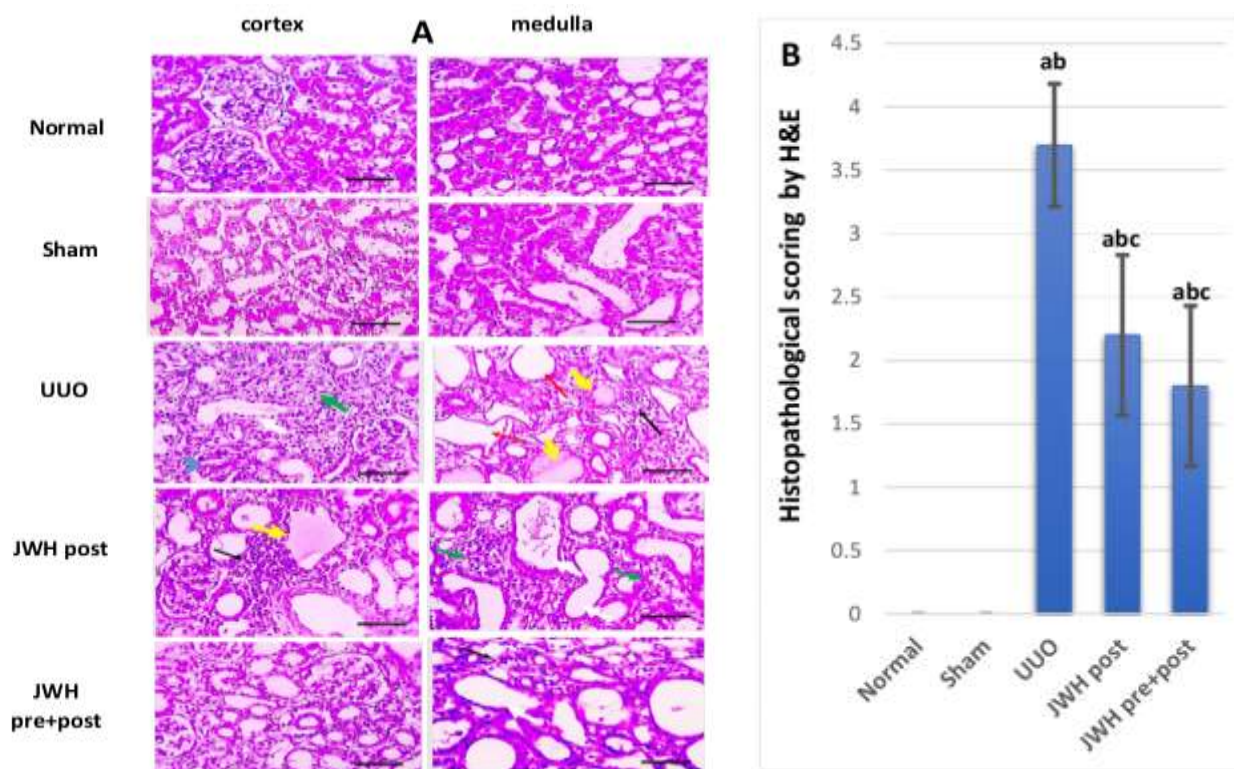 cortex
A
medulla
Normal
Sham
UUO
JWH post
JWH
pre+post
B
Histopathological scoring by H&E
4.5
4
3.5
3
2.5
2
1.5
1
0.5
0
ab
abc
abc
Normal
Sham
UUO
JWH post
JWH pre+post